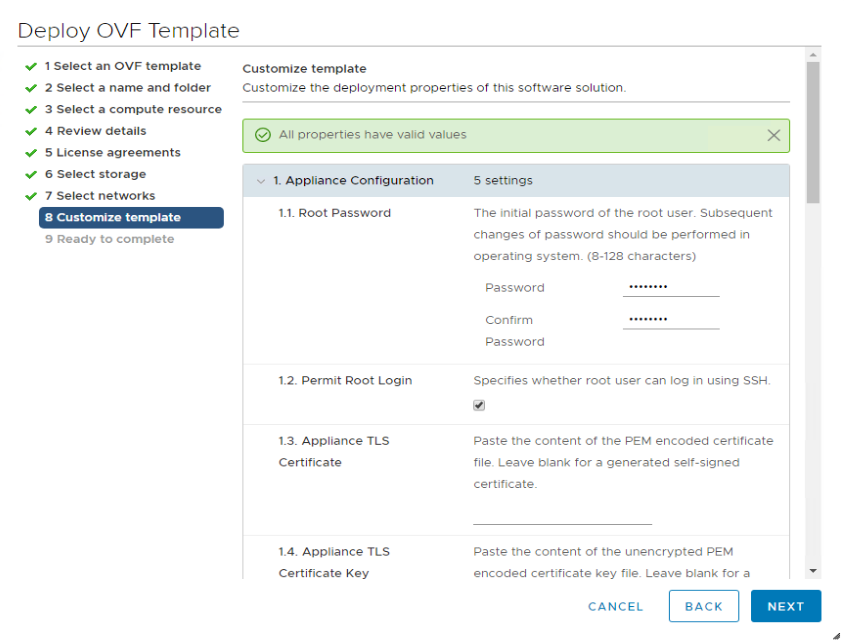 Deploy OVF Template
1 Select an OVF template
2 Select a name and folder
3 Select a compute resource
4 Review details
5 License agreements
6 Select storage
7 Select networks
8 Customize template
9 Ready to complete
Customize template
Customize the deployment properties of this software solution.
All properties have valid values
1. Appliance Configuration 5 settings
1.1. Root Password
The initial password of the root user. Subsequent
changes of password should be performed in
operating system. (8-128 characters)
Password ••••••••
Confirm ••••••••
Password
1.2. Permit Root Login
Specifies whether root user can log in using SSH.
1.3. Appliance TLS
Certificate
Paste the content of the PEM encoded certificate
file. Leave blank for a generated self-signed
certificate.
1.4. Appliance TLS
Certificate Key
Paste the content of the unencrypted PEM
encoded certificate key file. Leave blank for a
CANCEL
BACK
NEXT